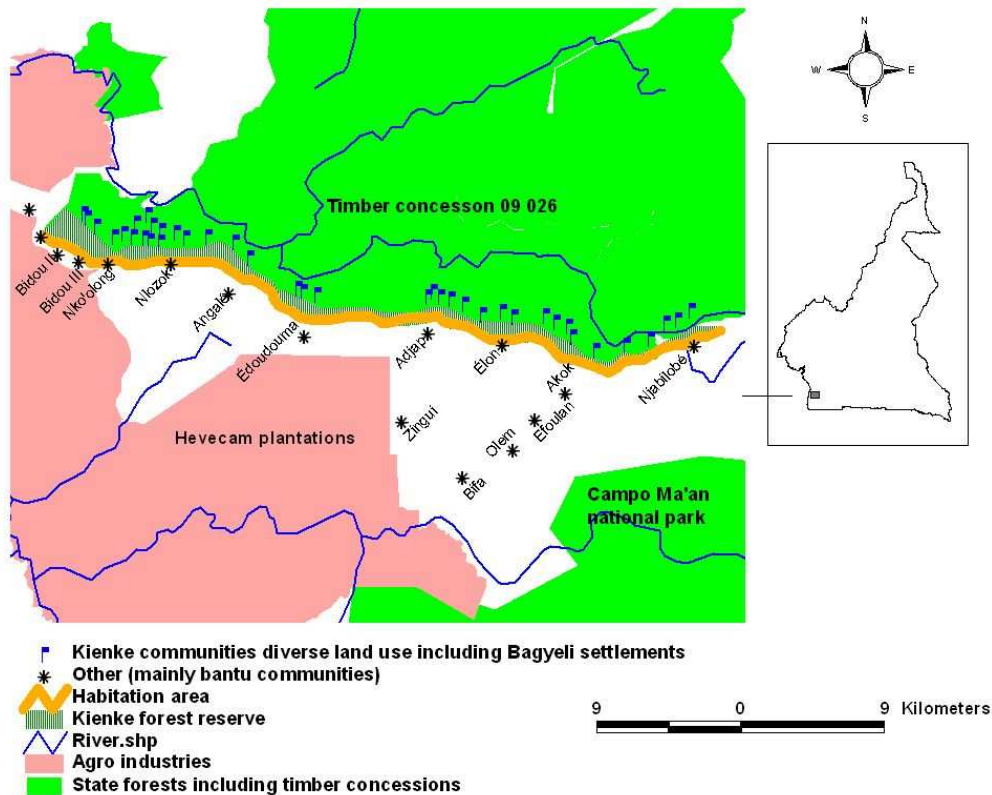 N
W
E
S
Timber concesson 09 026
Bidou II
Bidou III
Nko'olong
Nlozok
Angalé
Édoudouma
Adjap
Élon
Akok
Njabilobé
Zingui
Bifa
Olem
Efoulan
Hevecam plantations
Campo Ma'an
national park
Kienke communities diverse land use including Bagyeli settlements
Other (mainly bantu communities)
Habitation area
Kienke forest reserve
River.shp
Agro industries
State forests including timber concessions
9 0 9 Kilometers